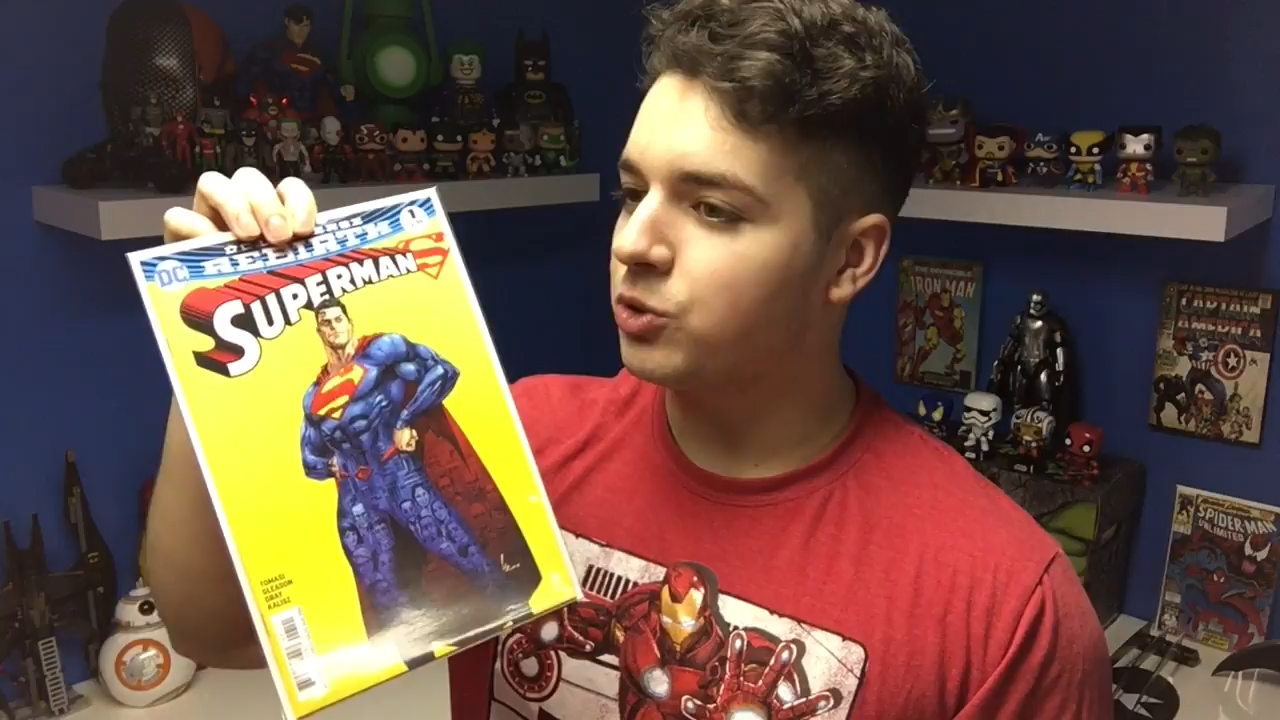 REBIRTH
1
DC
SUPERMAN
TOMASI
GLEASON
GRAY
KALISZ
THE INVINCIBLE
IRON MAN
CAPTAIN
AMERICA
SPIDER-MAN
UNLIMITED